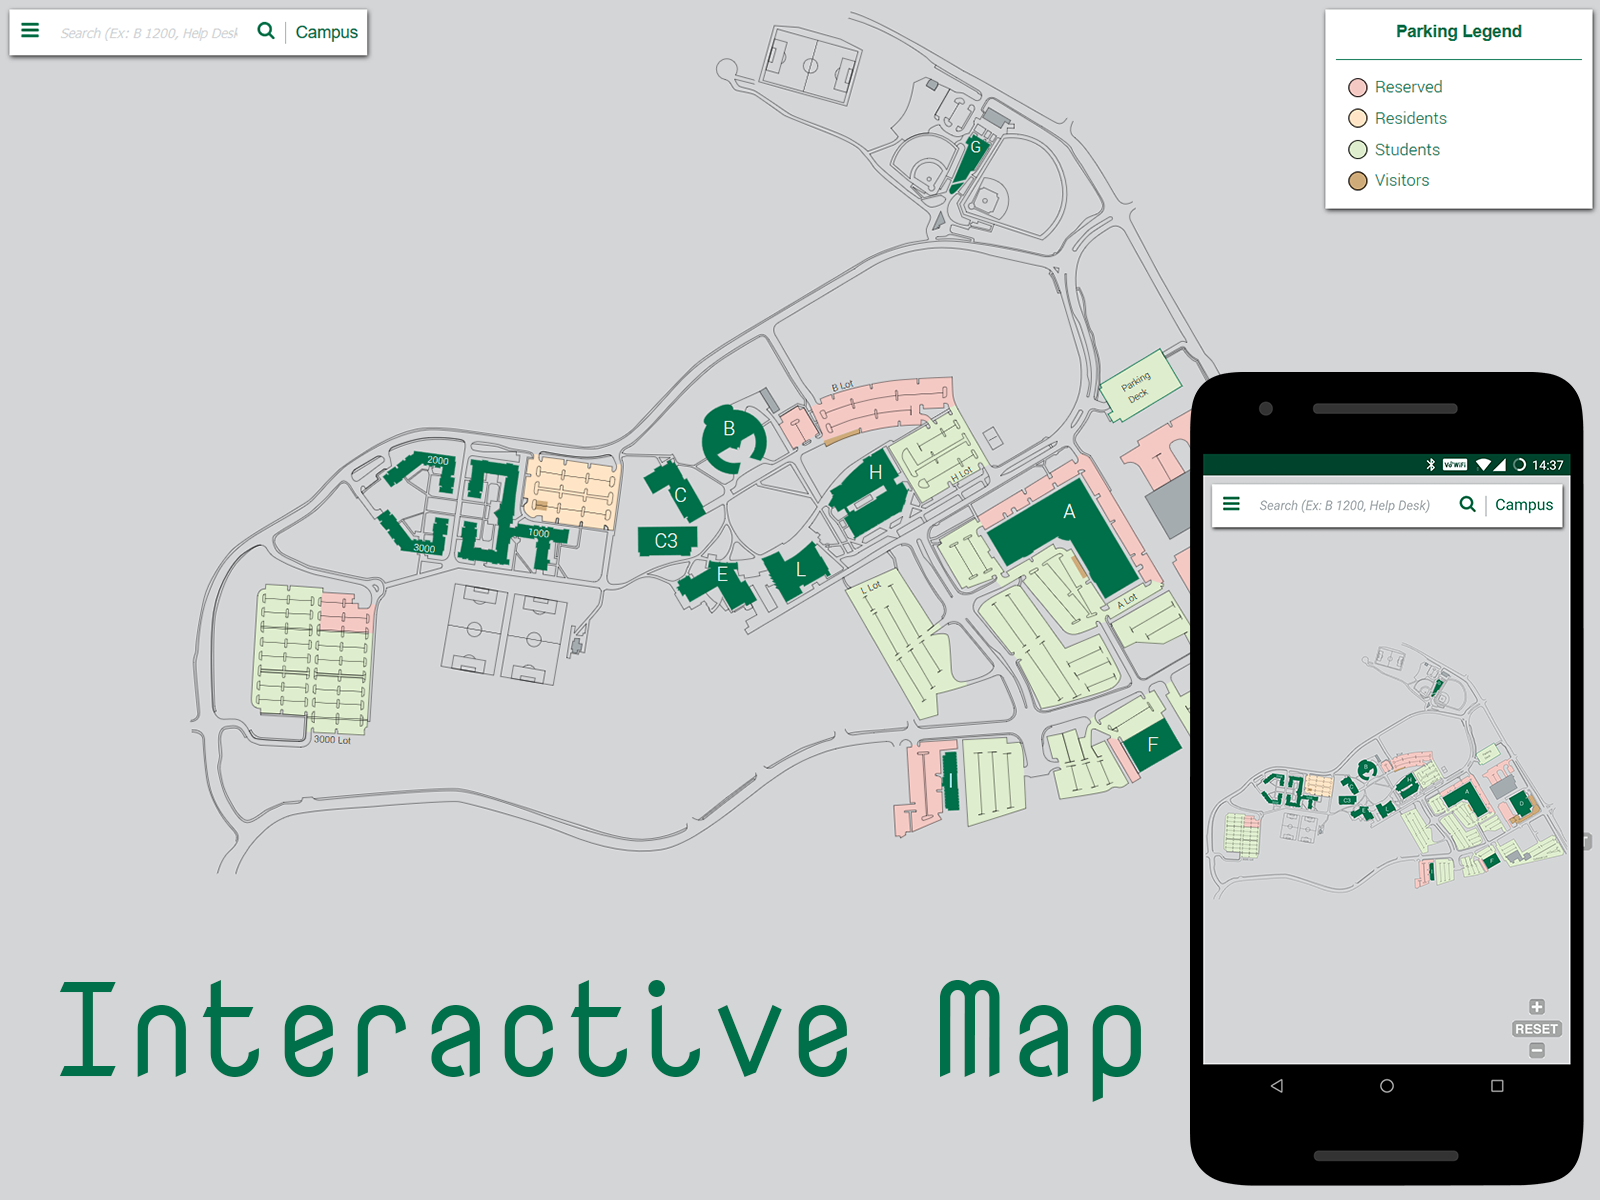 Search (Ex: B 1200, Help Desk
Campus
Parking Legend
Reserved
Residents
Students
Visitors
G
Parking
Deck
B Lot
B
H
H Lot
2000
C
A
1000
C3
3000
E
L
L Lot
A Lot
3000 Lot
F
I
14:37
Search (Ex: B 1200, Help Desk)
Campus
B
C
H
C3
A
D
F
RESET
Interactive Map